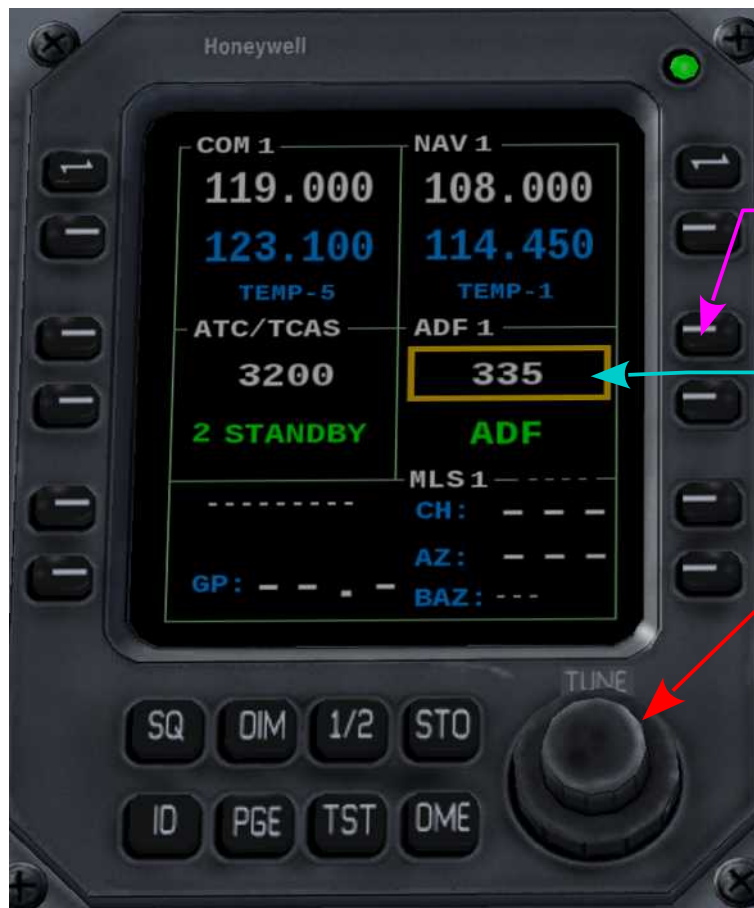 Honeywell
COM 1 NAV 1
119.000 108.000
123.100 114.450
TEMP-5 TEMP-1
ATC/TCAS ADF 1
3200 335
2 STANDBY ADF
MLS 1
--------- CH: – – –
AZ: – – –
GP: – – . – BAZ: ---
TUNE
SQ DIM 1/2 STO
ID PGE TST DME